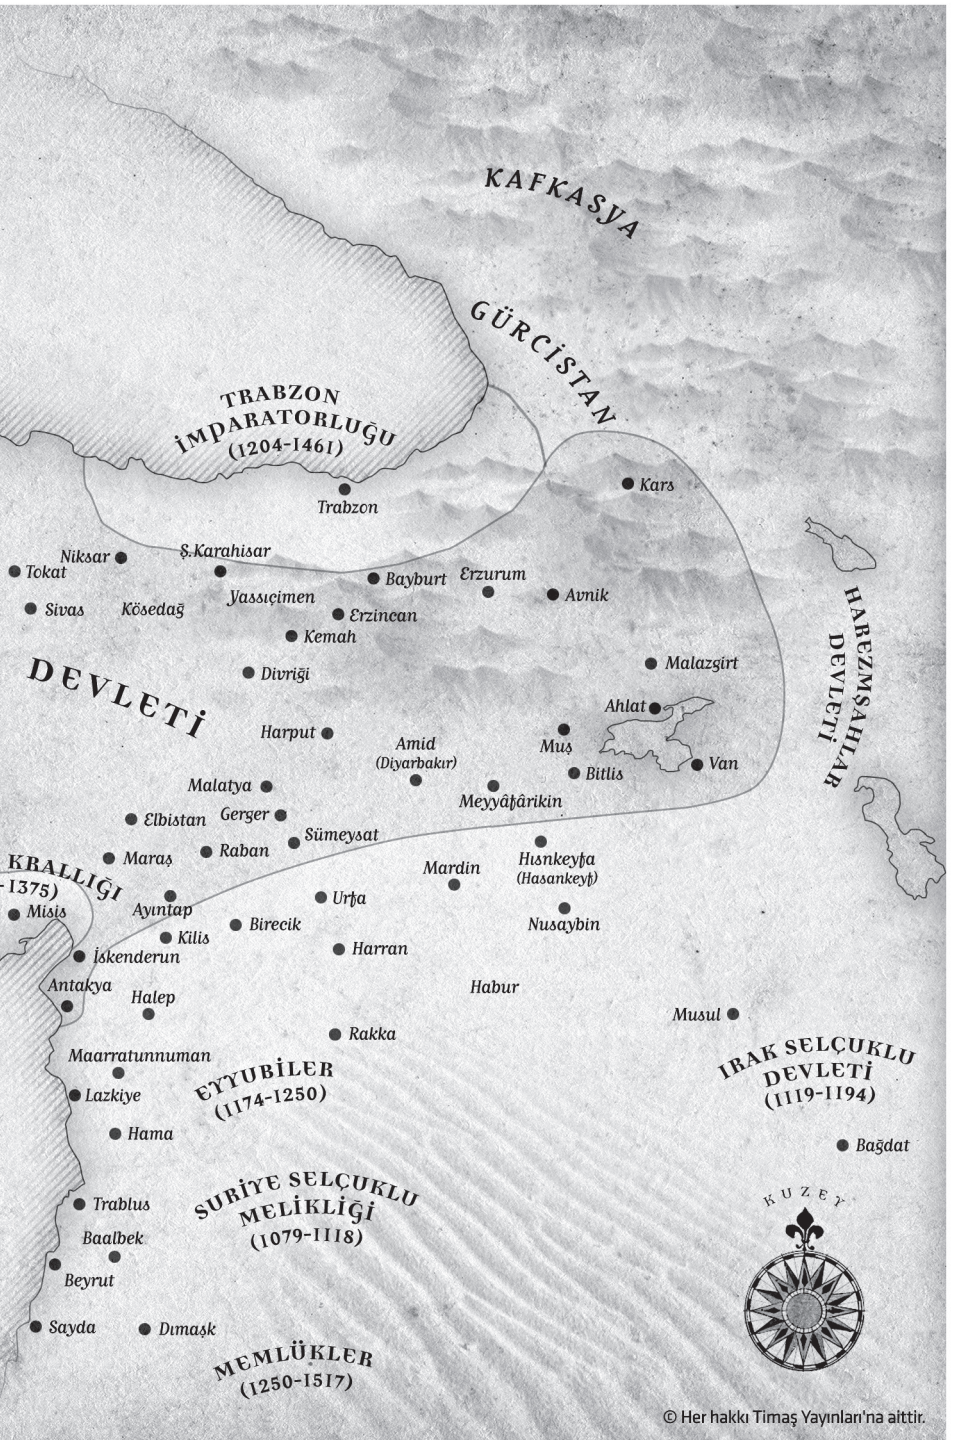 KAFKASYA
GÜRCİSTAN
TRABZON
İMPARATORLUĞU
(1204-1461)
Kars
Trabzon
Niksar
Ş.Karahisar
Tokat
Bayburt
Erzurum
Avnik
Sivas
Kösedağ
Yassıçimen
Erzincan
Kemah
HAREZMŞAHLAR
DEVLETİ
DEVLETİ
Divriği
Malazgirt
Ahlat
Harput
Muş
Amid
(Diyarbakır)
Van
Bitlis
Malatya
Meyyâfârikin
Elbistan
Gerger
Sümeysat
Maraş
Raban
Hısnkeyfa
(Hasankeyf)
Mardin
KRALLIĞI
-1375)
Misis
Ayıntap
Urfa
Birecik
Nusaybin
Kilis
Harran
İskenderun
Antakya
Halep
Habur
Musul
Rakka
Maarratunnuman
EYYUBİLER
(1174-1250)
IRAK SELÇUKLU
DEVLETİ
(1119-1194)
Lazkiye
Hama
Bağdat
SURİYE SELÇUKLU
MELİKLİĞİ
(1079-1118)
Trablus
KUZEY
Baalbek
Beyrut
Sayda
Dımaşk
MEMLÜKLER
(1250-1517)
© Her hakkı Timaş Yayınları'na aittir.